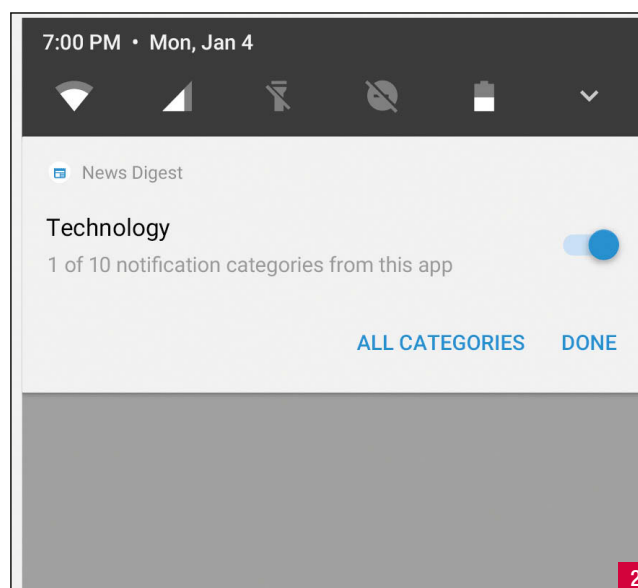 7:00 PM • Mon, Jan 4
News Digest
Technology
1 of 10 notification categories from this app
ALL CATEGORIES DONE
2